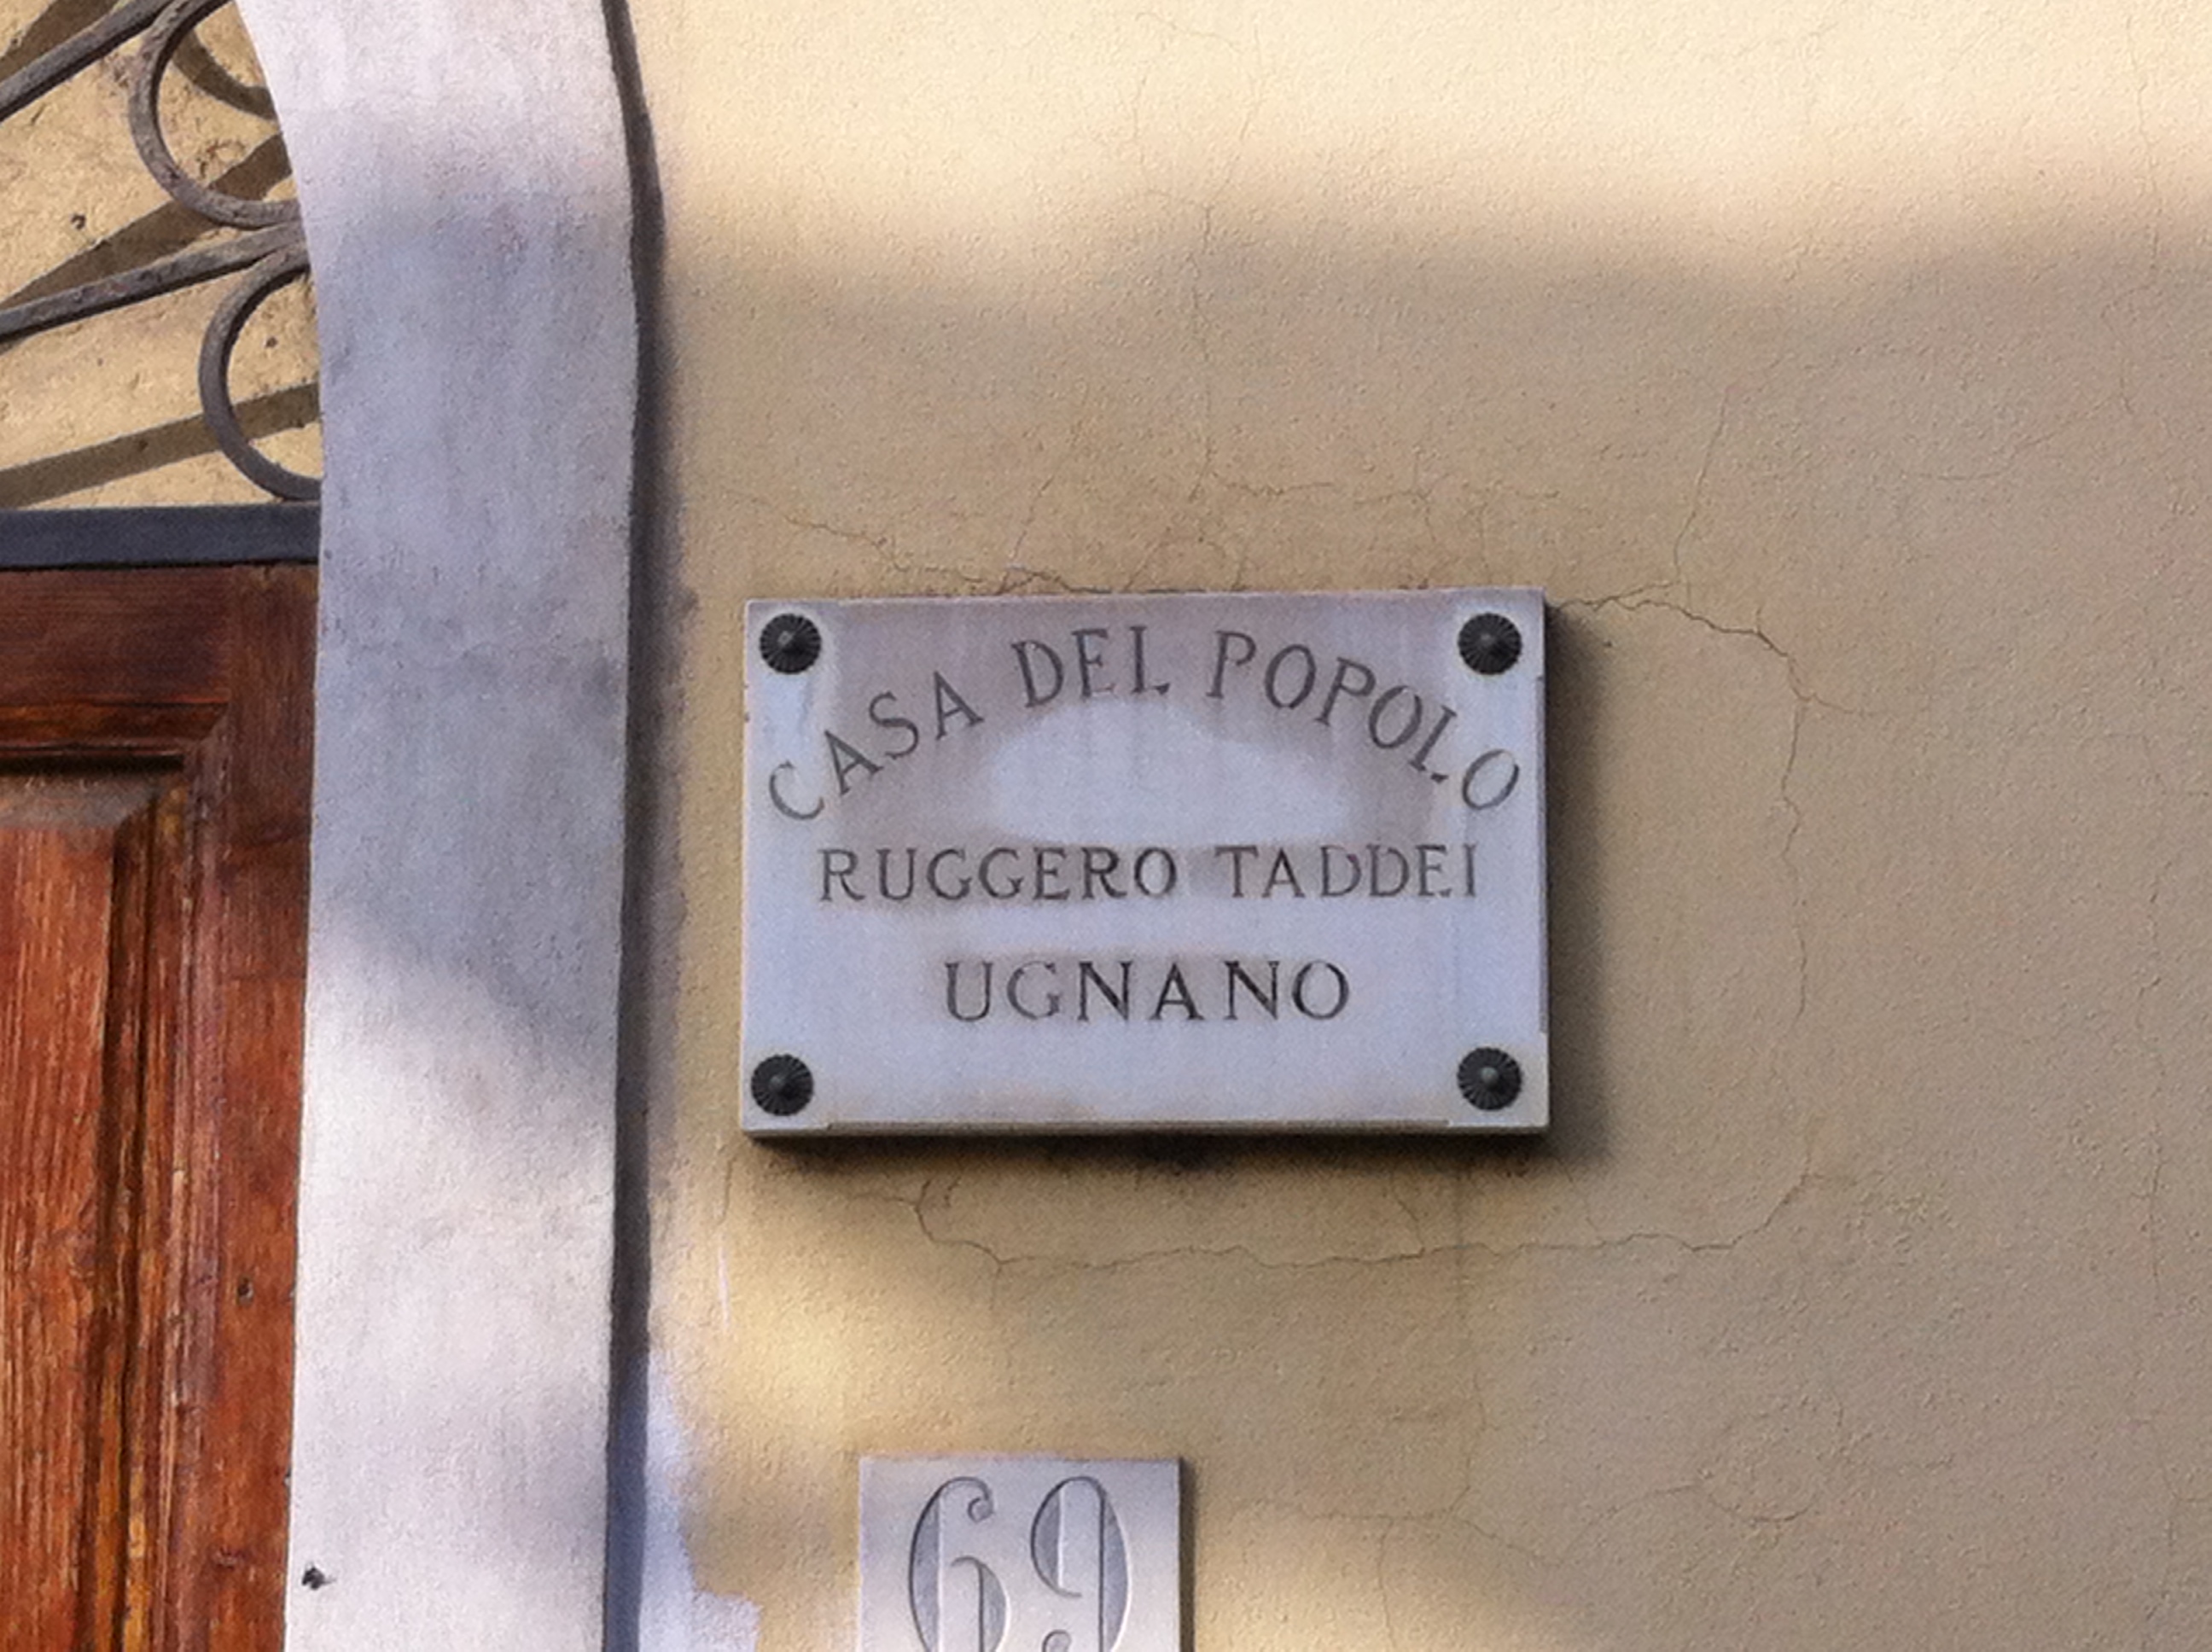 CASA DEL POPOLO
RUGGERO TADDEI
UGNANO
69